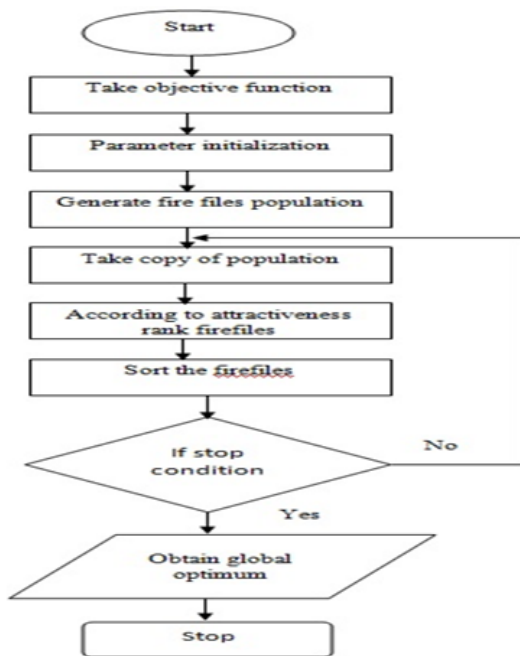 Start
Take objective function
Parameter initialization
Generate fire files population
Take copy of population
According to attractiveness
rank firefiles
Sort the firefiles
If stop
condition
No
Yes
Obtain global
optimum
Stop